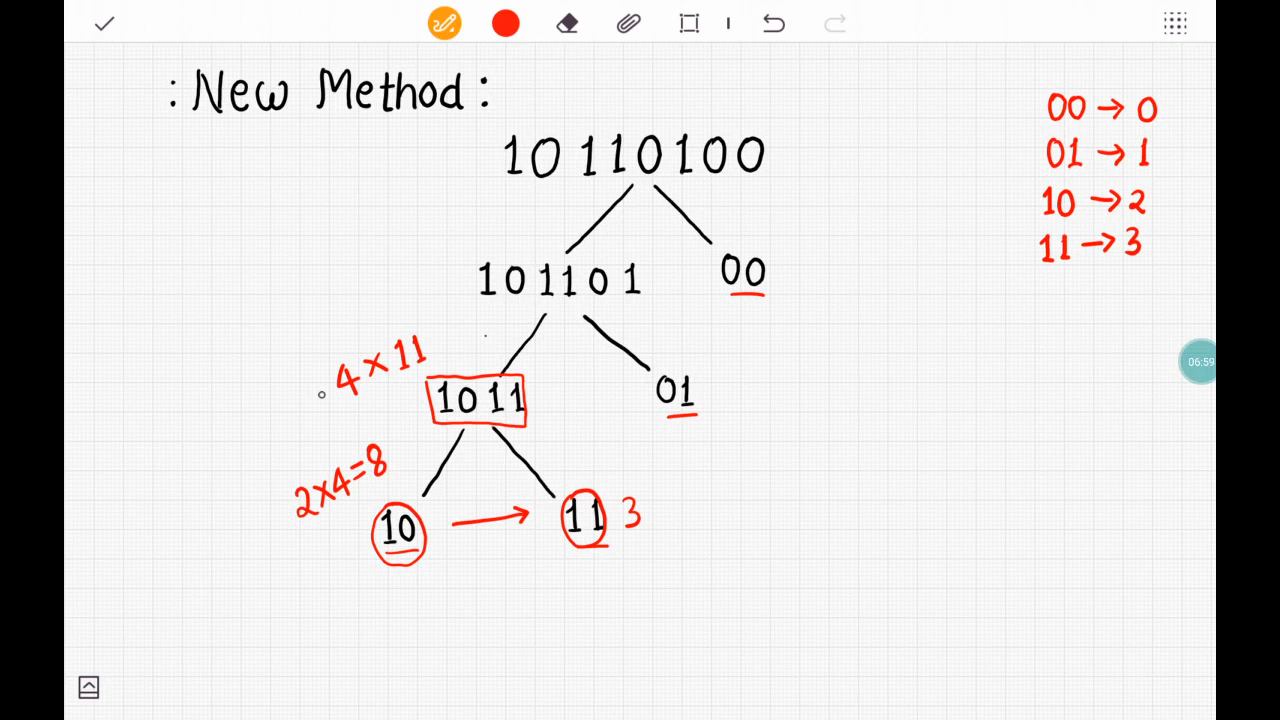 : New Method :
10110100
00 → 0
01 → 1
10 → 2
11 → 3
101101 00
4 × 11
1011 01
2×4=8
10 → 11 3
06:59